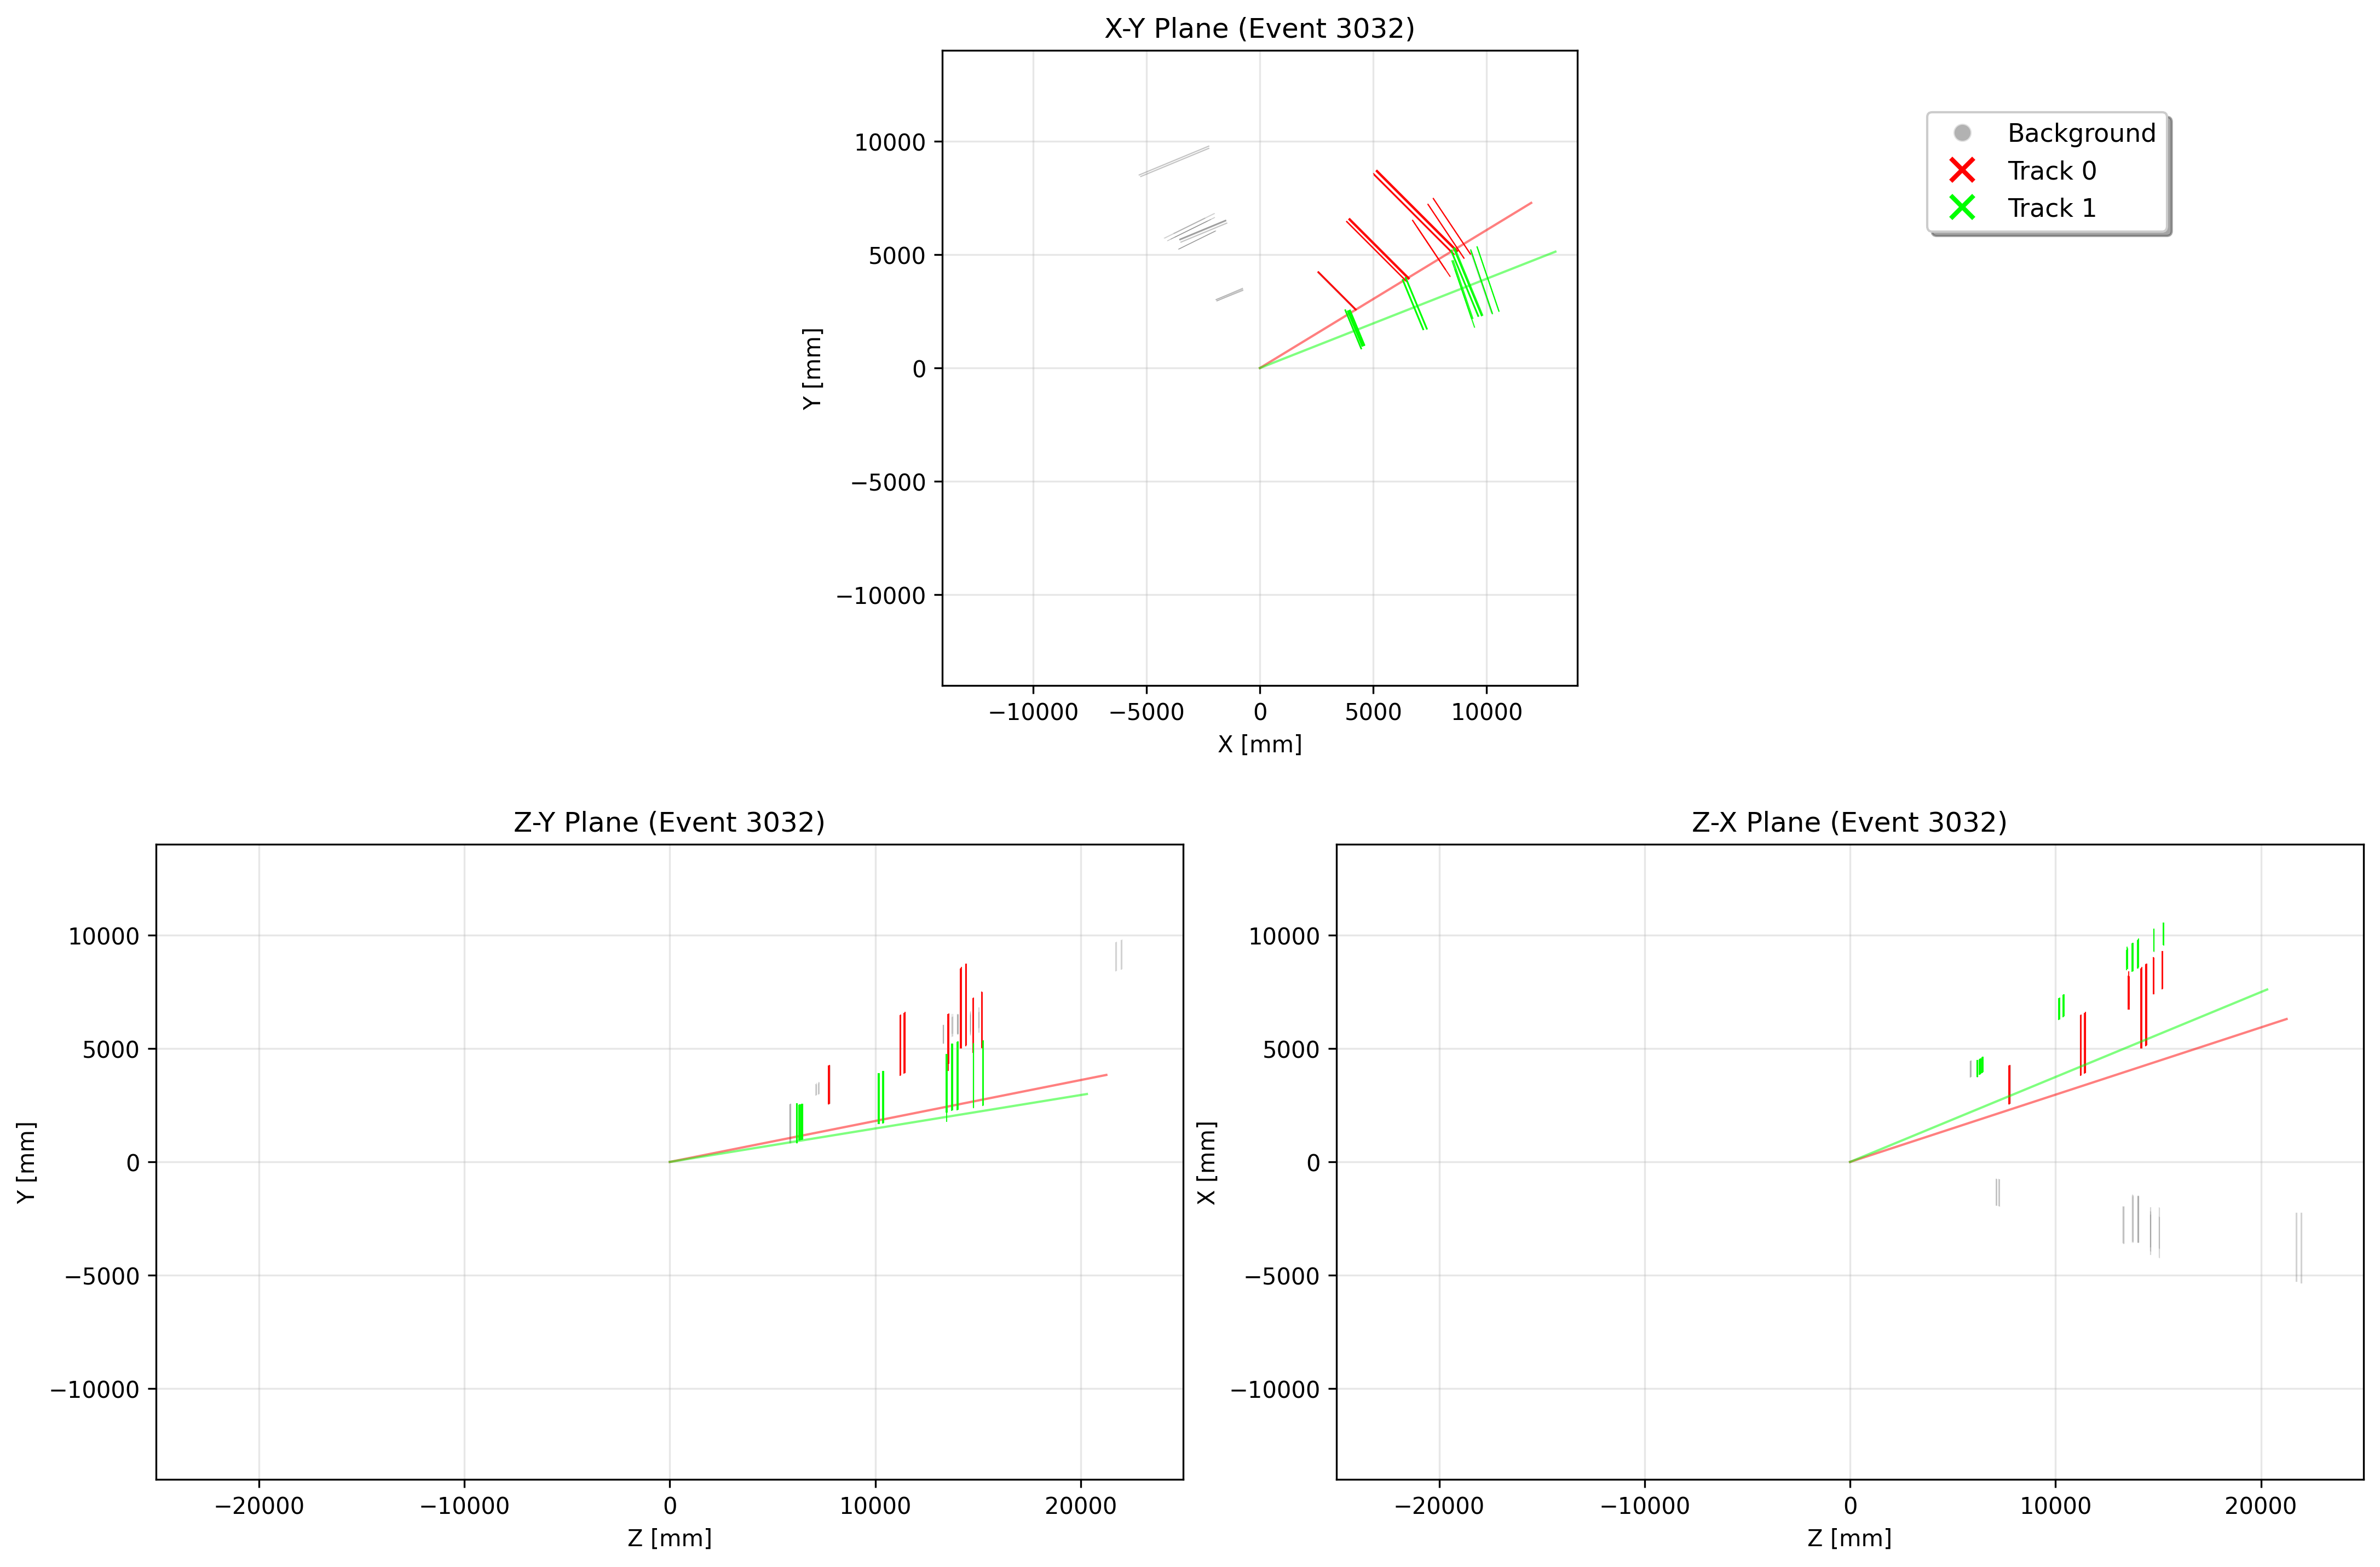 X-Y Plane (Event 3032)
Y [mm]
10000
5000
0
−5000
−10000
−10000 −5000 0 5000 10000
X [mm]
Background
Track 0
Track 1
Z-Y Plane (Event 3032)
Y [mm]
10000
5000
0
−5000
−10000
−20000 −10000 0 10000 20000
Z [mm]
Z-X Plane (Event 3032)
X [mm]
10000
5000
0
−5000
−10000
−20000 −10000 0 10000 20000
Z [mm]